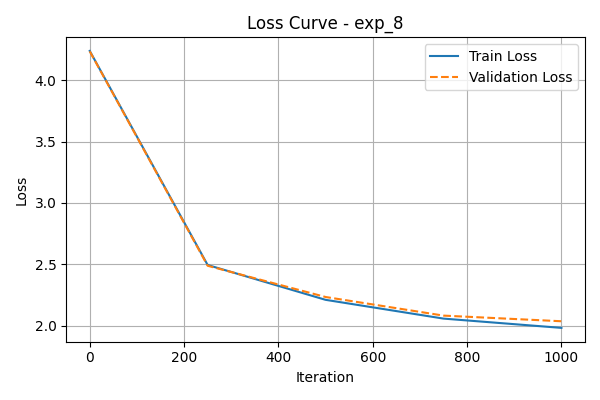 Loss Curve - exp_8
Train Loss
Validation Loss
Loss
4.0
3.5
3.0
2.5
2.0
0 200 400 600 800 1000
Iteration